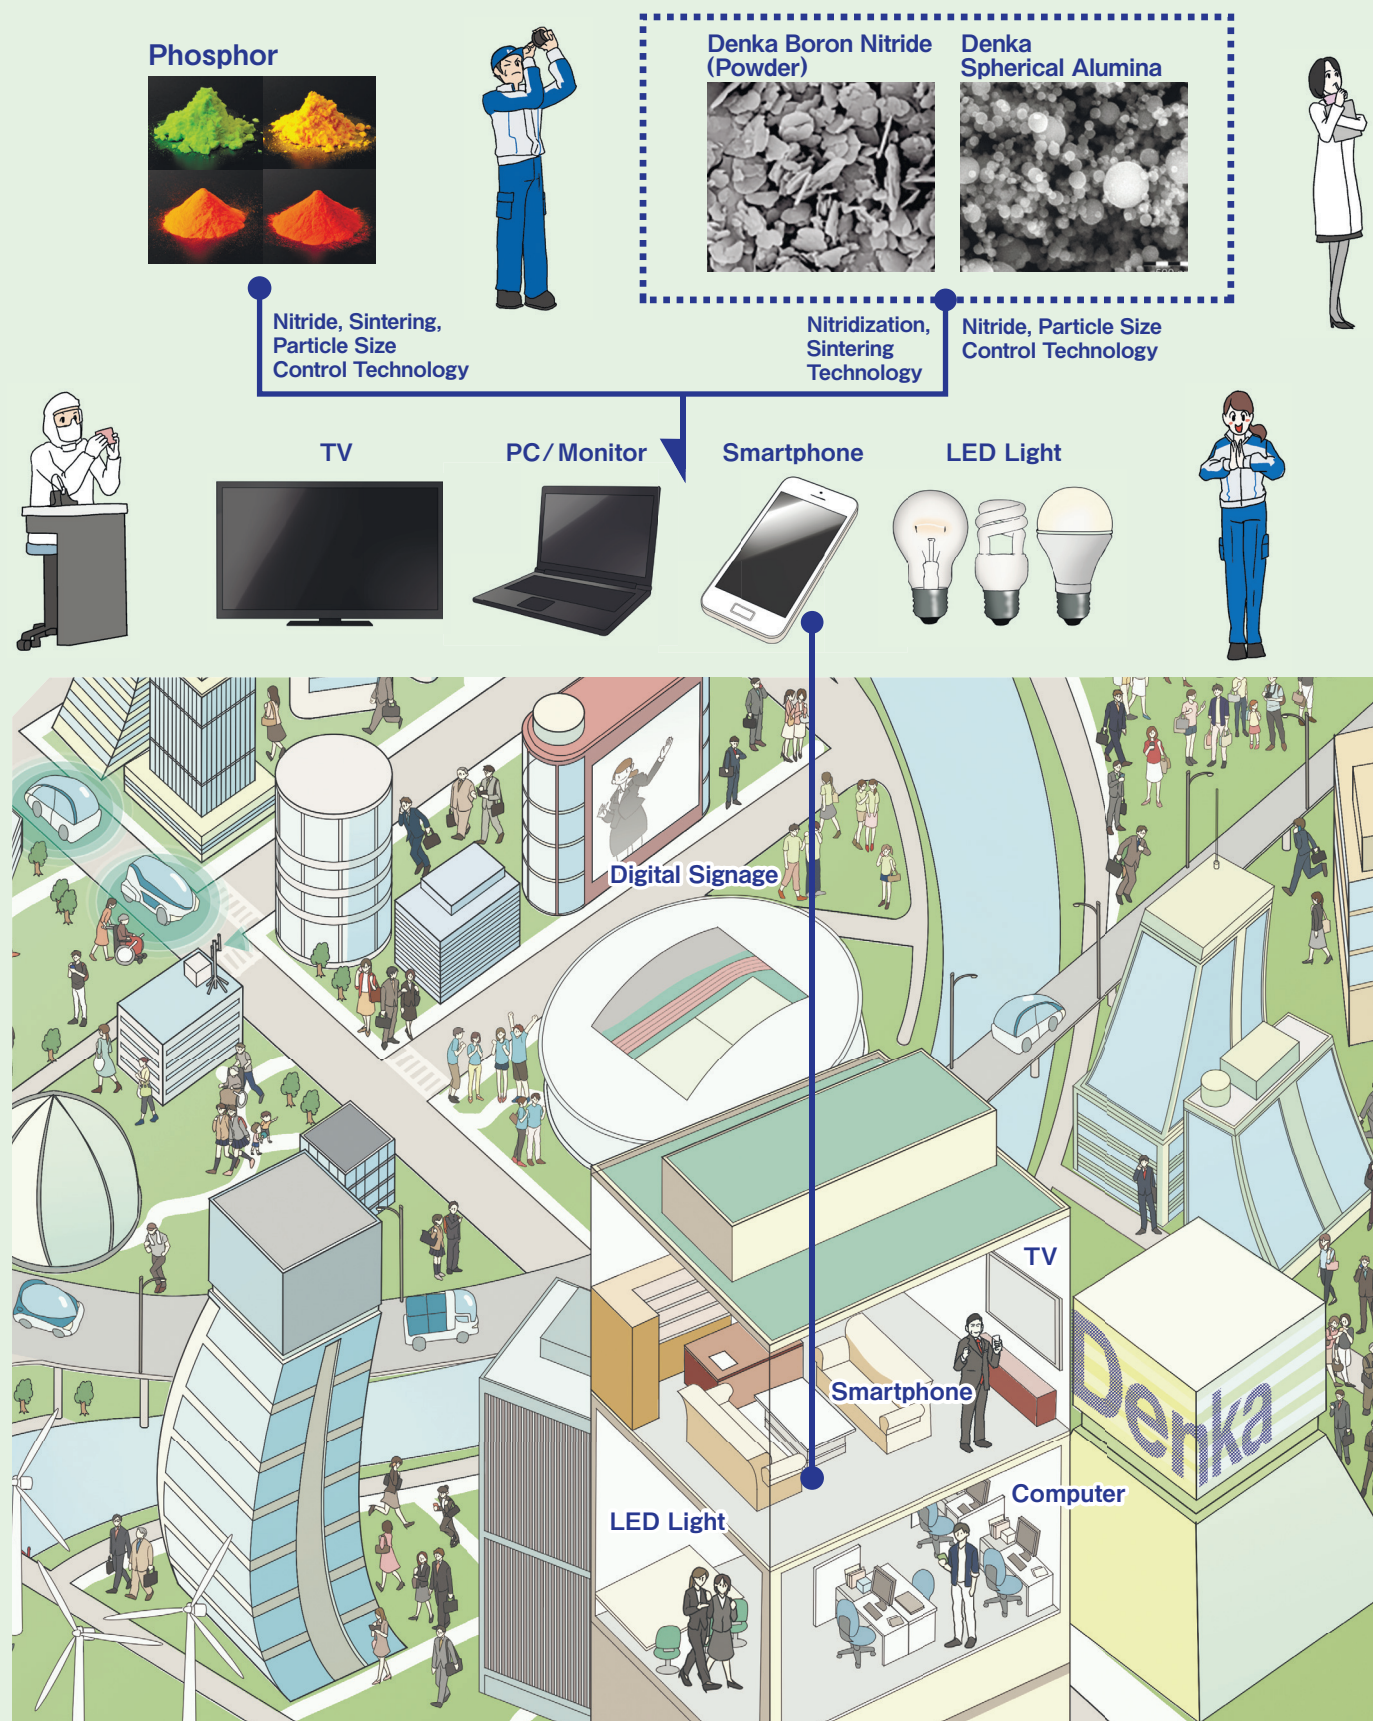 Phosphor
Denka Boron Nitride
(Powder)
Denka
Spherical Alumina
Nitride, Sintering,
Particle Size
Control Technology
Nitridization,
Sintering
Technology
Nitride, Particle Size
Control Technology
TV
PC/Monitor
Smartphone
LED Light
Digital Signage
TV
Smartphone
Denka
Computer
LED Light